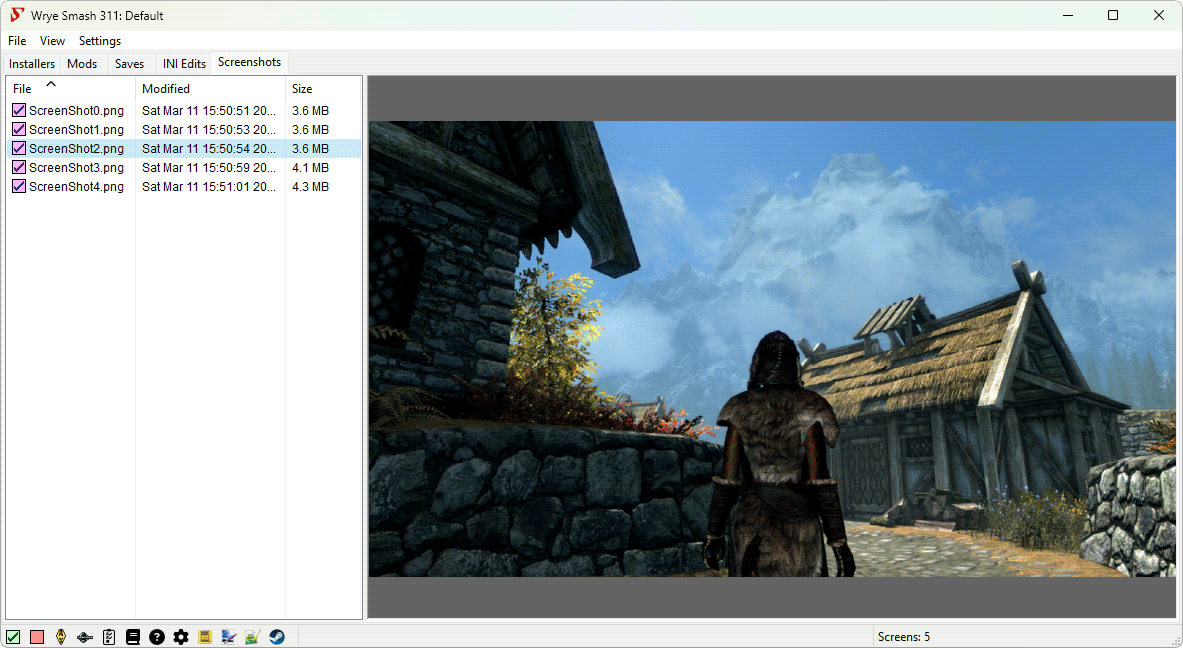 Wrye Smash 311: Default
File View Settings
Installers Mods Saves INI Edits Screenshots
File Modified Size
ScreenShot0.png Sat Mar 11 15:50:51 20... 3.6 MB
ScreenShot1.png Sat Mar 11 15:50:53 20... 3.6 MB
ScreenShot2.png Sat Mar 11 15:50:54 20... 3.6 MB
ScreenShot3.png Sat Mar 11 15:50:59 20... 4.1 MB
ScreenShot4.png Sat Mar 11 15:51:01 20... 4.3 MB
Screens: 5